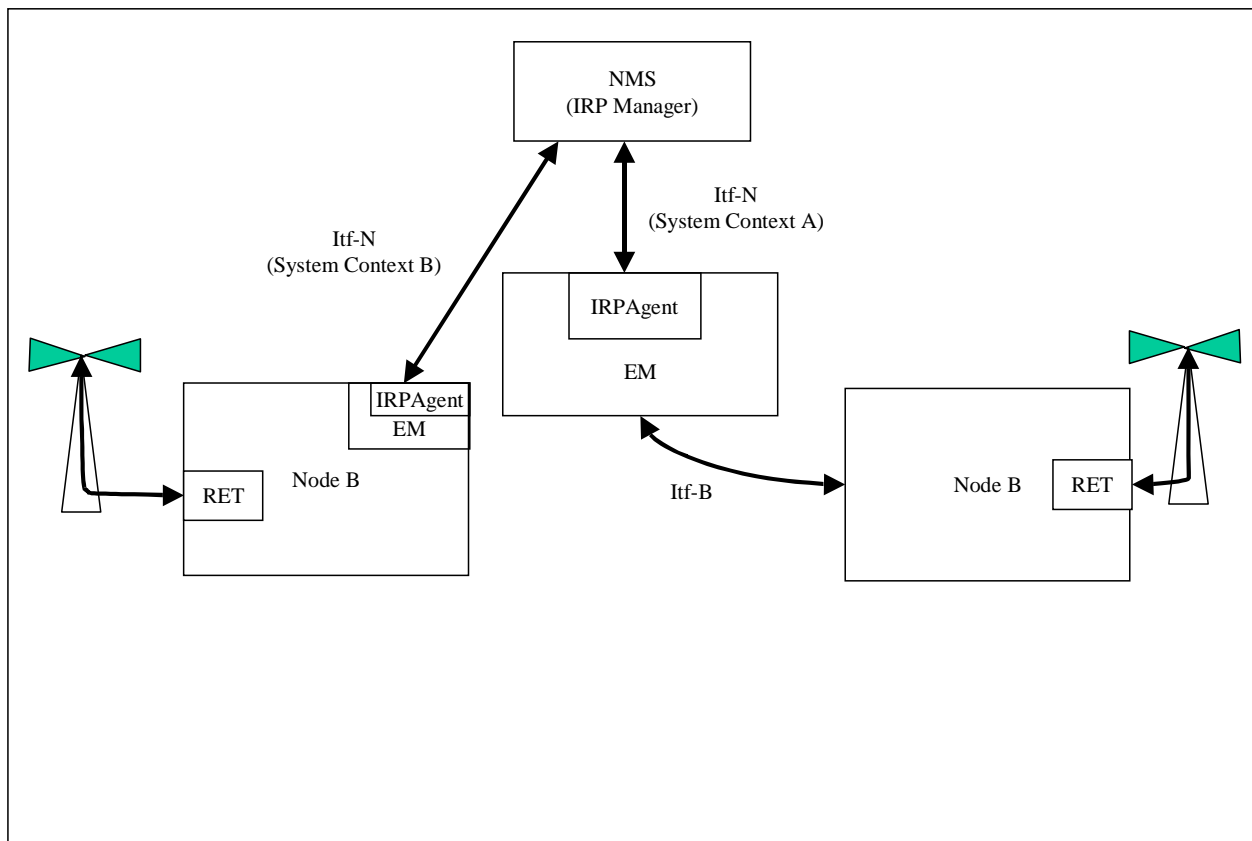 NMS
(IRP Manager)
Itf-N
(System Context A)
Itf-N
(System Context B)
IRPAgent
EM
IRPAgent
EM
Node B
RET
Itf-B
Node B
RET